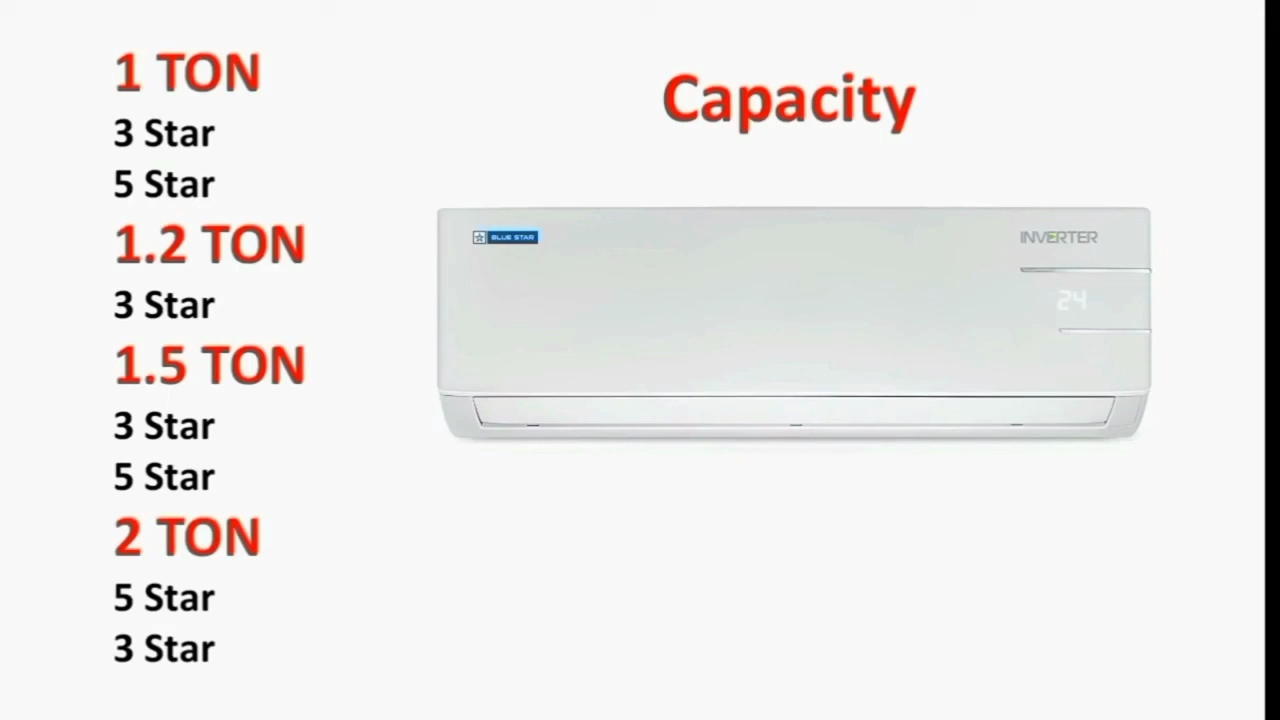 1 TON
3 Star
5 Star
1.2 TON
3 Star
1.5 TON
3 Star
5 Star
2 TON
5 Star
3 Star
Capacity
BLUE STAR
INVERTER
24